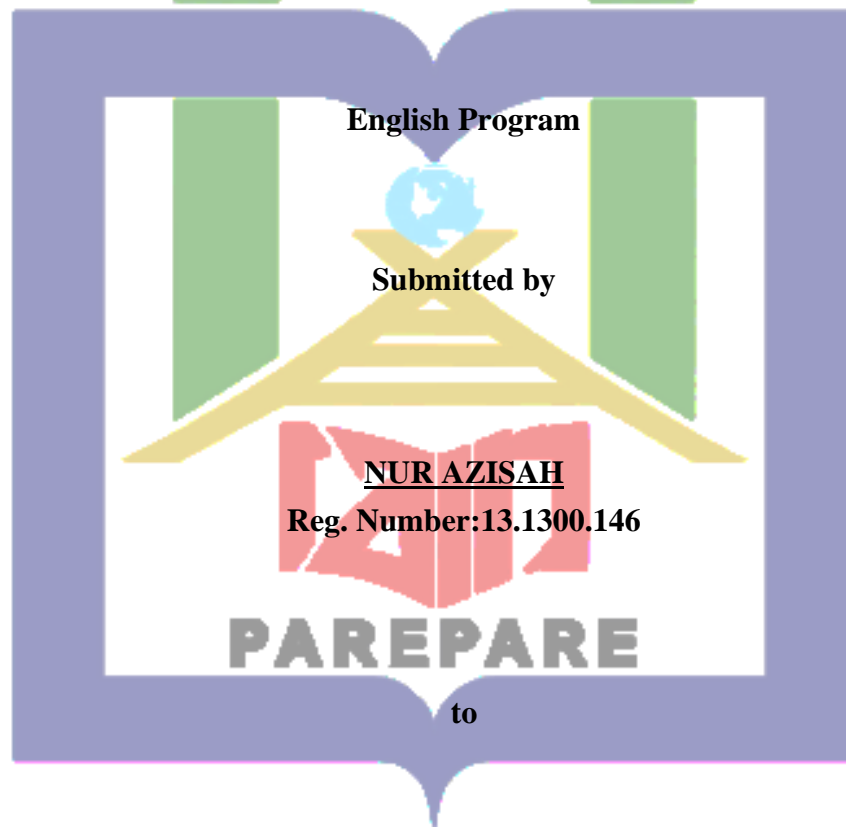 English Program
Submitted by
NUR AZISAH
Reg. Number:13.1300.146
PAREPARE
to